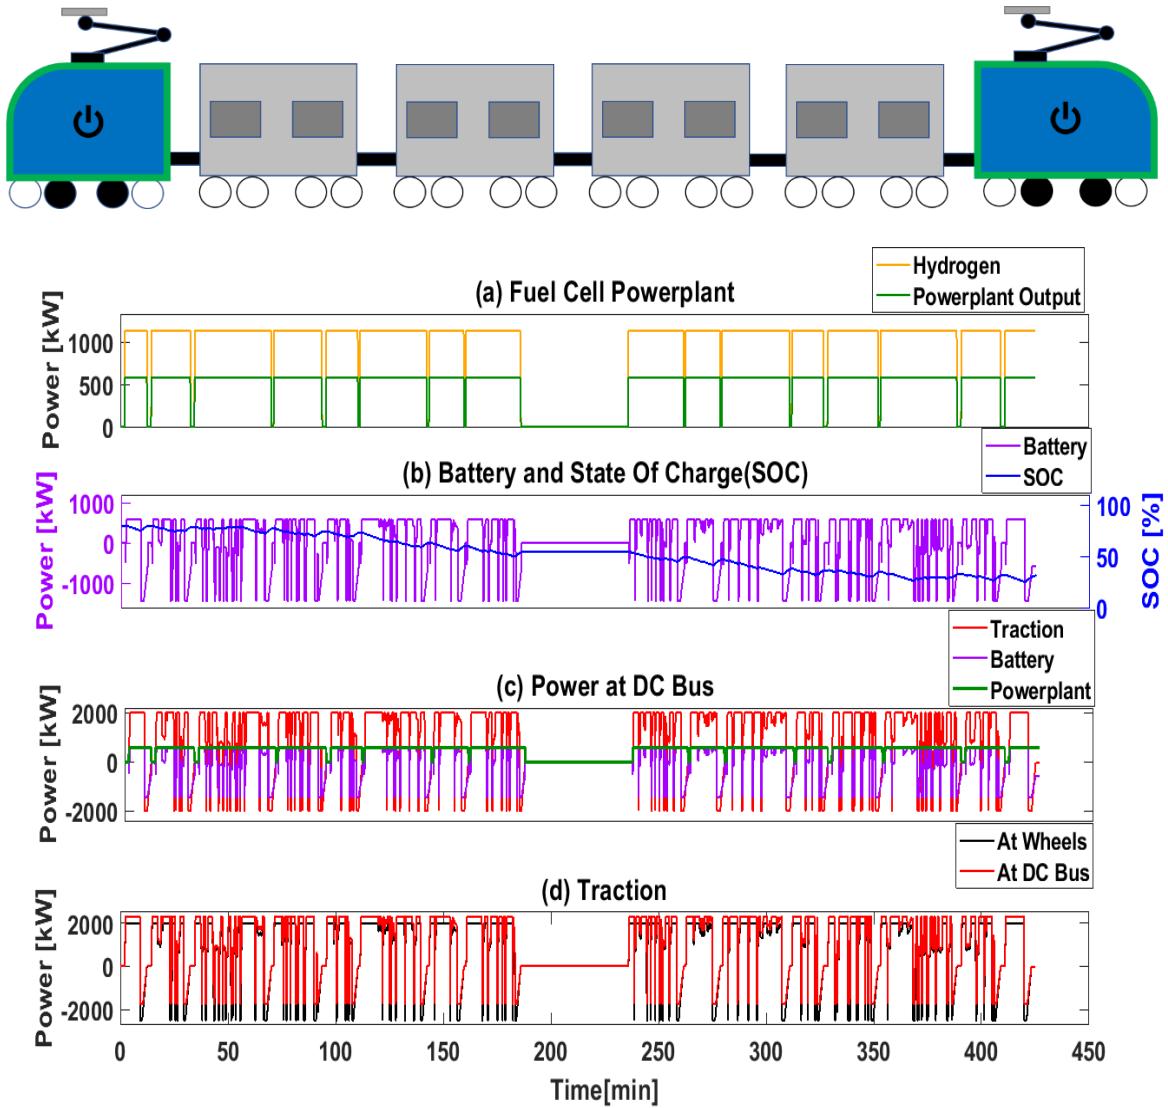 Hydrogen
Powerplant Output
(a) Fuel Cell Powerplant
Power [kW]
1000
500
0
Battery
SOC
(b) Battery and State Of Charge(SOC)
Power [kW]
1000
0
-1000
100
50
0
SOC [%]
Traction
Battery
Powerplant
(c) Power at DC Bus
Power [kW]
2000
0
-2000
At Wheels
At DC Bus
(d) Traction
Power [kW]
2000
0
-2000
0 50 100 150 200 250 300 350 400 450
Time[min]